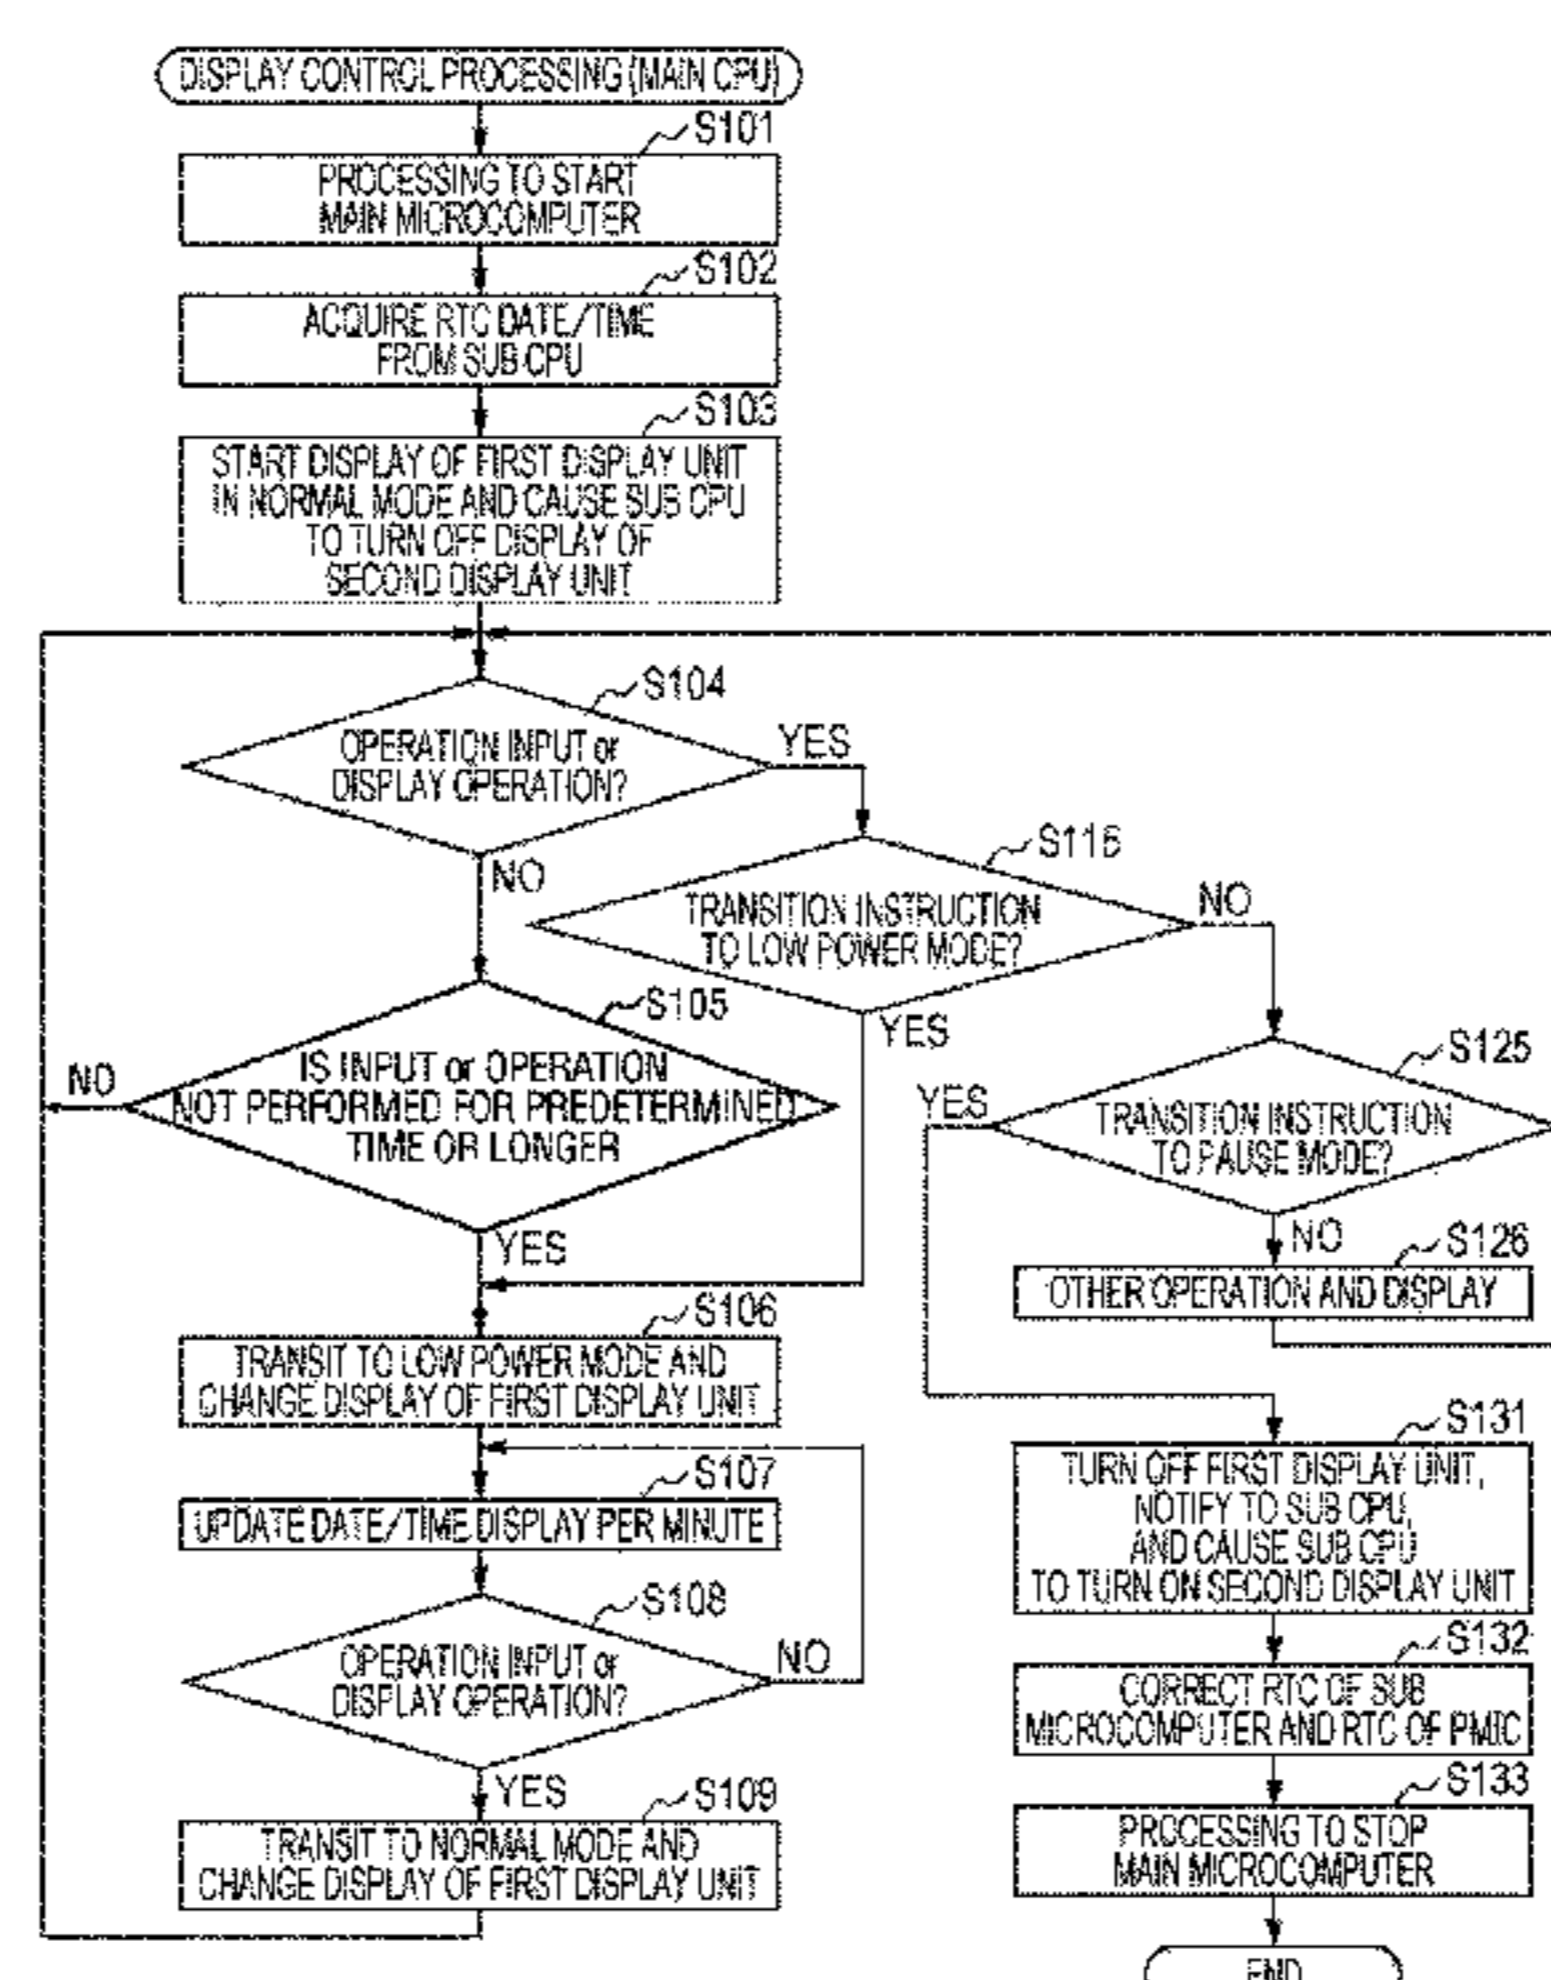 DISPLAY CONTROL PROCESSING (MAIN CPU)
S101
PROCESSING TO START
MAIN MICROCOMPUTER
S102
ACQUIRE RTC DATE/TIME
FROM SUB CPU
S103
START DISPLAY OF FIRST DISPLAY UNIT
IN NORMAL MODE AND CAUSE SUB CPU
TO TURN OFF DISPLAY OF
SECOND DISPLAY UNIT
S104
OPERATION INPUT or
DISPLAY OPERATION?
YES
NO
S116
TRANSITION INSTRUCTION
TO LOW POWER MODE?
NO
YES
S105
IS INPUT or OPERATION
NOT PERFORMED FOR PREDETERMINED
TIME OR LONGER
NO
YES
S125
TRANSITION INSTRUCTION
TO PAUSE MODE?
YES
NO
S126
OTHER OPERATION AND DISPLAY
S106
TRANSIT TO LOW POWER MODE AND
CHANGE DISPLAY OF FIRST DISPLAY UNIT
S107
UPDATE DATE/TIME DISPLAY PER MINUTE
S108
OPERATION INPUT or
DISPLAY OPERATION?
NO
YES
S109
TRANSIT TO NORMAL MODE AND
CHANGE DISPLAY OF FIRST DISPLAY UNIT
S131
TURN OFF FIRST DISPLAY UNIT,
NOTIFY TO SUB CPU,
AND CAUSE SUB CPU
TO TURN ON SECOND DISPLAY UNIT
S132
CORRECT RTC OF SUB
MICROCOMPUTER AND RTC OF PMIC
S133
PROCESSING TO STOP
MAIN MICROCOMPUTER
END